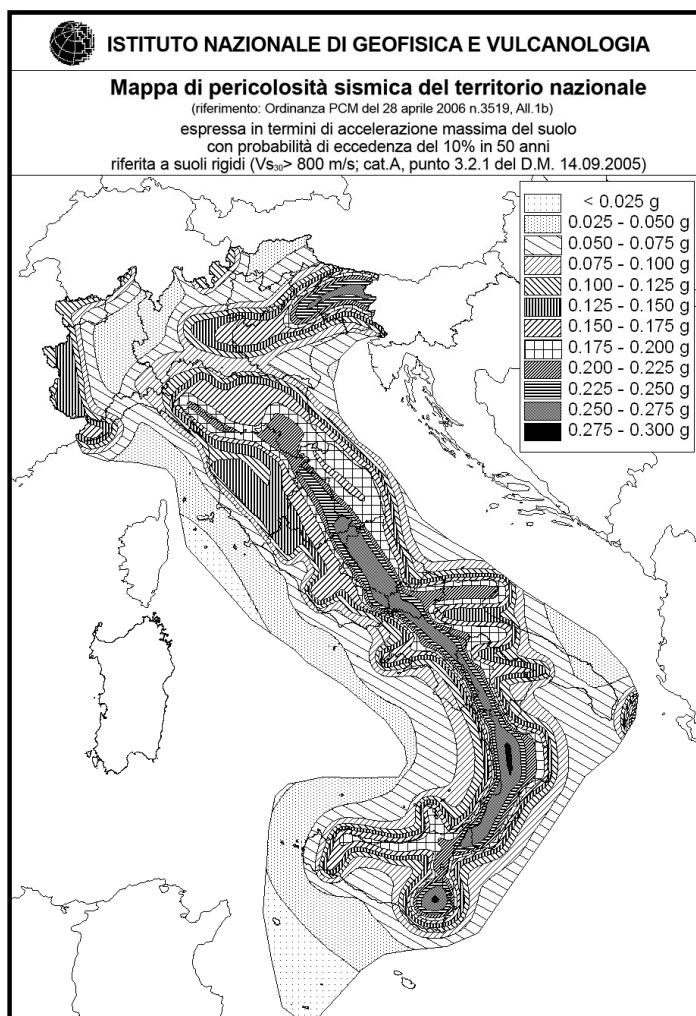 ISTITUTO NAZIONALE DI GEOFISICA E VULCANOLOGIA
Mappa di pericolosità sismica del territorio nazionale
(riferimento: Ordinanza PCM del 28 aprile 2006 n.3519, All.1b)
espressa in termini di accelerazione massima del suolo
con probabilità di eccedenza del 10% in 50 anni
riferita a suoli rigidi (Vs₃₀> 800 m/s; cat.A, punto 3.2.1 del D.M. 14.09.2005)
< 0.025 g
0.025 - 0.050 g
0.050 - 0.075 g
0.075 - 0.100 g
0.100 - 0.125 g
0.125 - 0.150 g
0.150 - 0.175 g
0.175 - 0.200 g
0.200 - 0.225 g
0.225 - 0.250 g
0.250 - 0.275 g
0.275 - 0.300 g